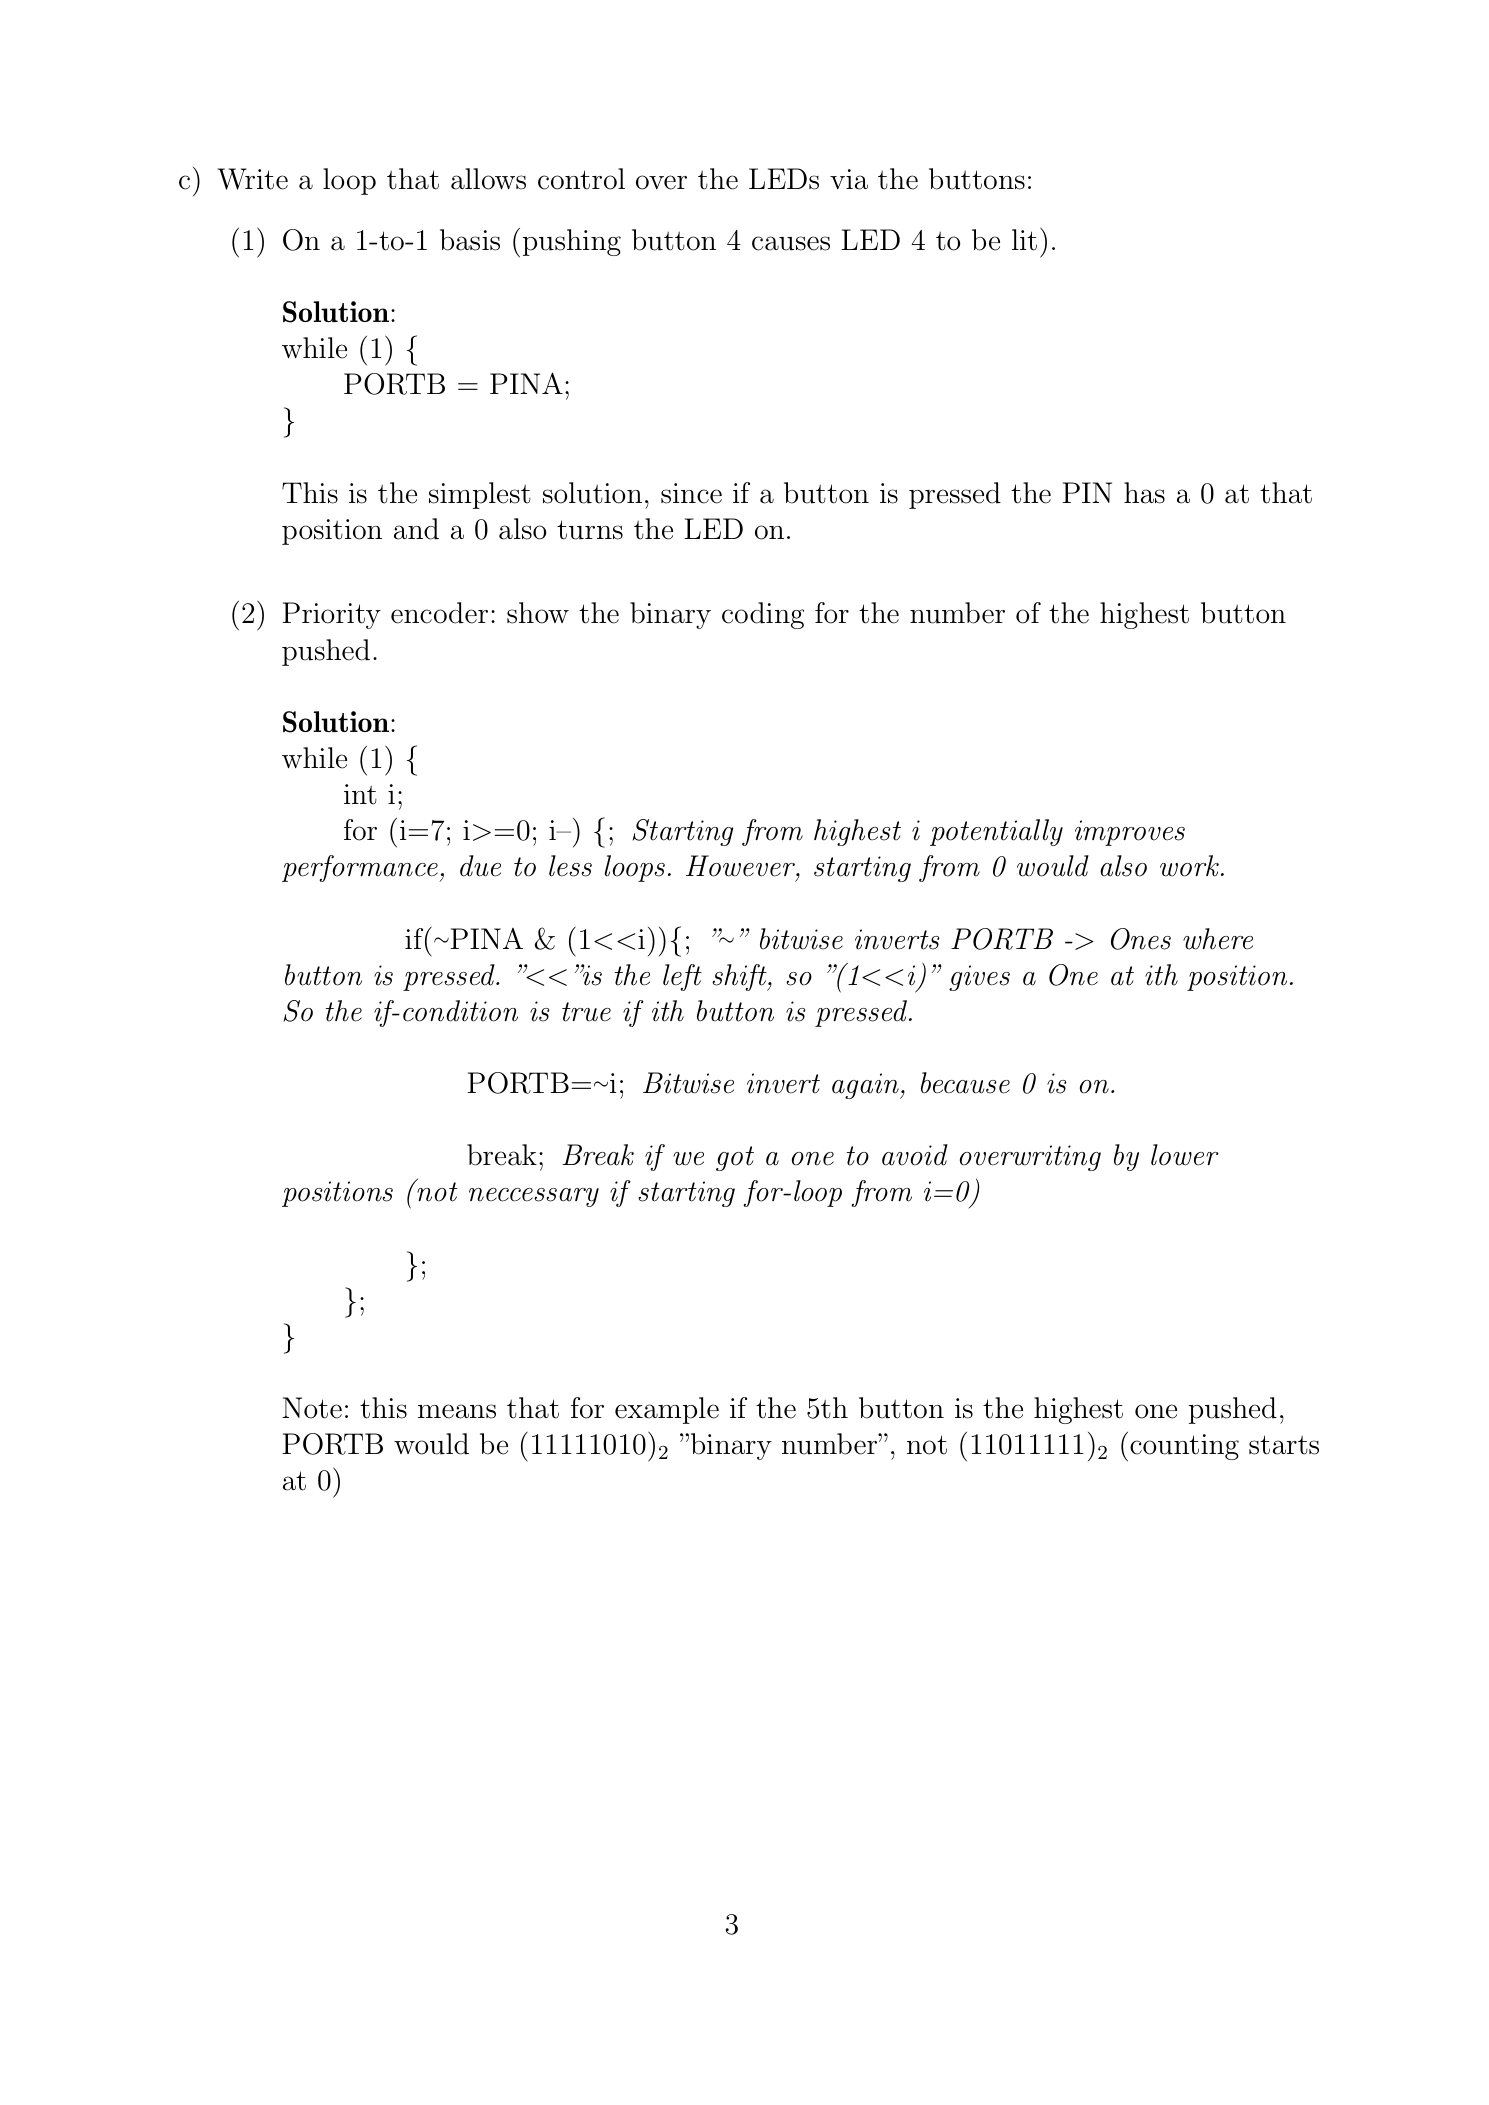 c) Write a loop that allows control over the LEDs via the buttons:
(1) On a 1-to-1 basis (pushing button 4 causes LED 4 to be lit).
Solution:
while (1) {
PORTB = PINA;
}
This is the simplest solution, since if a button is pressed the PIN has a 0 at that
position and a 0 also turns the LED on.
(2) Priority encoder: show the binary coding for the number of the highest button
pushed.
Solution:
while (1) {
int i;
for (i=7; i>=0; i–) {; Starting from highest i potentially improves
performance, due to less loops. However, starting from 0 would also work.
if(~PINA & (1<<i)){; ”~” bitwise inverts PORTB -> Ones where
button is pressed. ”<<”is the left shift, so ”(1<<i)” gives a One at ith position.
So the if-condition is true if ith button is pressed.
PORTB=~i; Bitwise invert again, because 0 is on.
break; Break if we got a one to avoid overwriting by lower
positions (not neccessary if starting for-loop from i=0)
};
};
}
Note: this means that for example if the 5th button is the highest one pushed,
PORTB would be (11111010)₂ ”binary number”, not (11011111)₂ (counting starts
at 0)
3